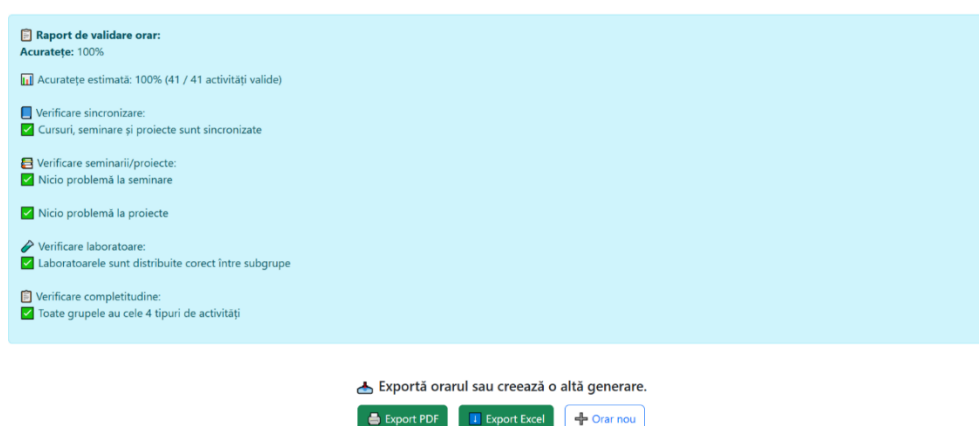 Raport de validare orar:
Acuratețe: 100%
Acuratețe estimată: 100% (41 / 41 activități valide)
Verificare sincronizare:
Cursuri, seminare și proiecte sunt sincronizate
Verificare seminarii/proiecte:
Nicio problemă la seminare
Nicio problemă la proiecte
Verificare laboratoare:
Laboratoarele sunt distribuite corect între subgrupe
Verificare completitudine:
Toate grupele au cele 4 tipuri de activități
Exportă orarul sau creează o altă generare.
Export PDF
Export Excel
Orar nou